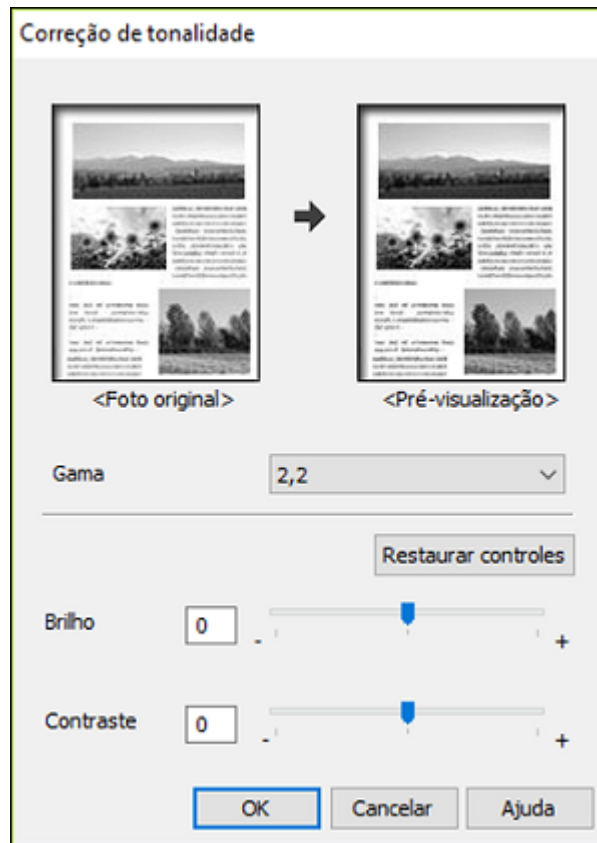 Correção de tonalidade
<Foto original>
<Pré-visualização>
Gama
2,2
Restaurar controles
Brilho
0
-
+
Contraste
0
-
+
OK
Cancelar
Ajuda